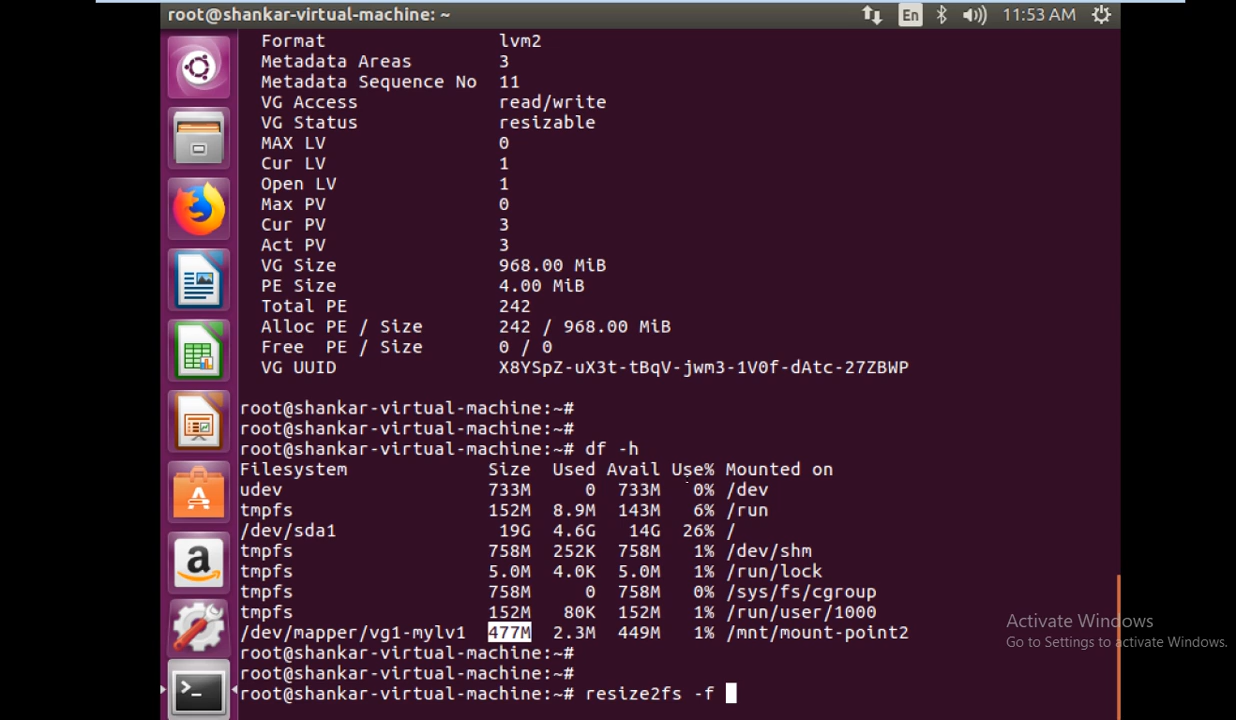 root@shankar-virtual-machine: ~ En 11:53 AM
Format lvm2
Metadata Areas 3
Metadata Sequence No 11
VG Access read/write
VG Status resizable
MAX LV 0
Cur LV 1
Open LV 1
Max PV 0
Cur PV 3
Act PV 3
VG Size 968.00 MiB
PE Size 4.00 MiB
Total PE 242
Alloc PE / Size 242 / 968.00 MiB
Free PE / Size 0 / 0
VG UUID X8YSpZ-uX3t-tBqV-jwm3-1V0f-dAtc-27ZBWP
root@shankar-virtual-machine:~#
root@shankar-virtual-machine:~#
root@shankar-virtual-machine:~# df -h
Filesystem Size Used Avail Use% Mounted on
udev 733M 0 733M 0% /dev
tmpfs 152M 8.9M 143M 6% /run
/dev/sda1 19G 4.6G 14G 26% /
tmpfs 758M 252K 758M 1% /dev/shm
tmpfs 5.0M 4.0K 5.0M 1% /run/lock
tmpfs 758M 0 758M 0% /sys/fs/cgroup
tmpfs 152M 80K 152M 1% /run/user/1000
/dev/mapper/vg1-mylv1 477M 2.3M 449M 1% /mnt/mount-point2
root@shankar-virtual-machine:~#
root@shankar-virtual-machine:~#
root@shankar-virtual-machine:~# resize2fs -f
Activate Windows
Go to Settings to activate Windows.